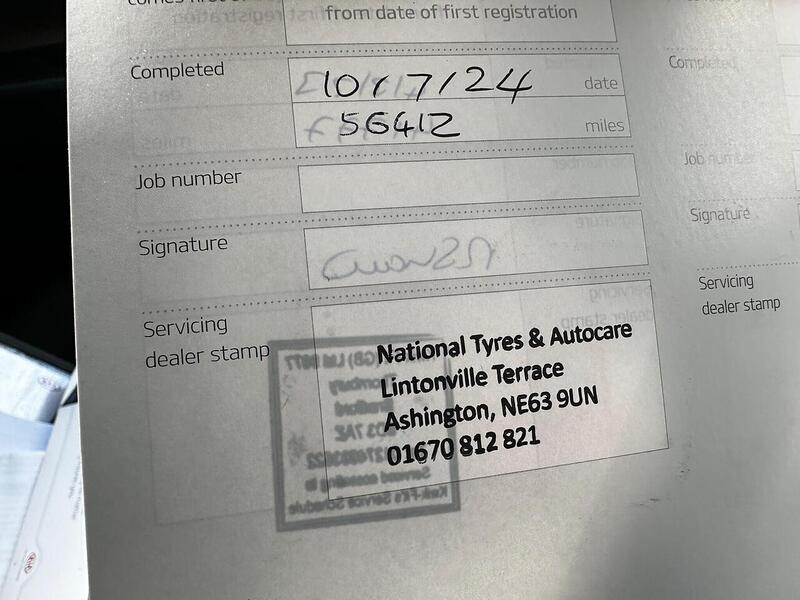 from date of first registration
Completed
10/7/24 date
56412 miles
Job number
Signature
Servicing
dealer stamp
National Tyres & Autocare
Lintonville Terrace
Ashington, NE63 9UN
01670 812 821
Completed
Job number
Signature
Servicing
dealer stamp